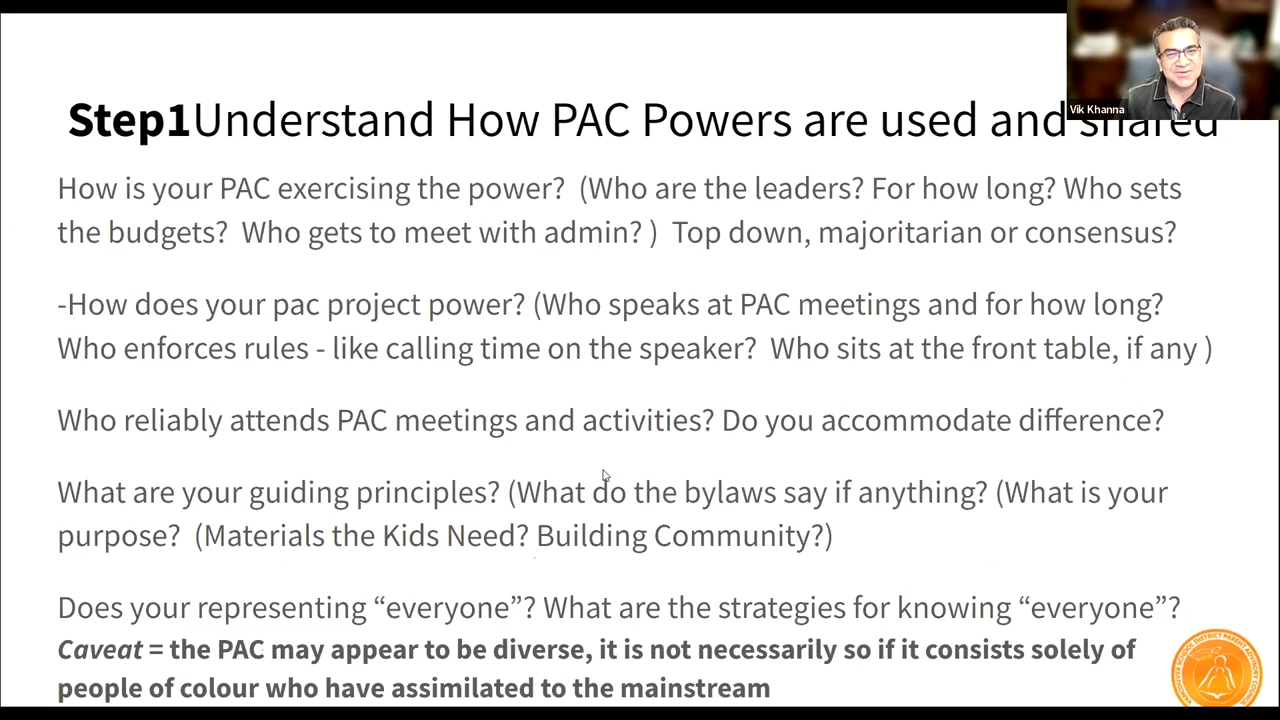 Vik Khanna
Step1Understand How PAC Powers are used and shared
How is your PAC exercising the power?  (Who are the leaders? For how long? Who sets
the budgets?  Who gets to meet with admin? )  Top down, majoritarian or consensus?
-How does your pac project power? (Who speaks at PAC meetings and for how long?
Who enforces rules - like calling time on the speaker?  Who sits at the front table, if any )
Who reliably attends PAC meetings and activities? Do you accommodate difference?
What are your guiding principles? (What do the bylaws say if anything? (What is your
purpose?  (Materials the Kids Need? Building Community?)
Does your representing “everyone”? What are the strategies for knowing “everyone”?
Caveat = the PAC may appear to be diverse, it is not necessarily so if it consists solely of
people of colour who have assimilated to the mainstream